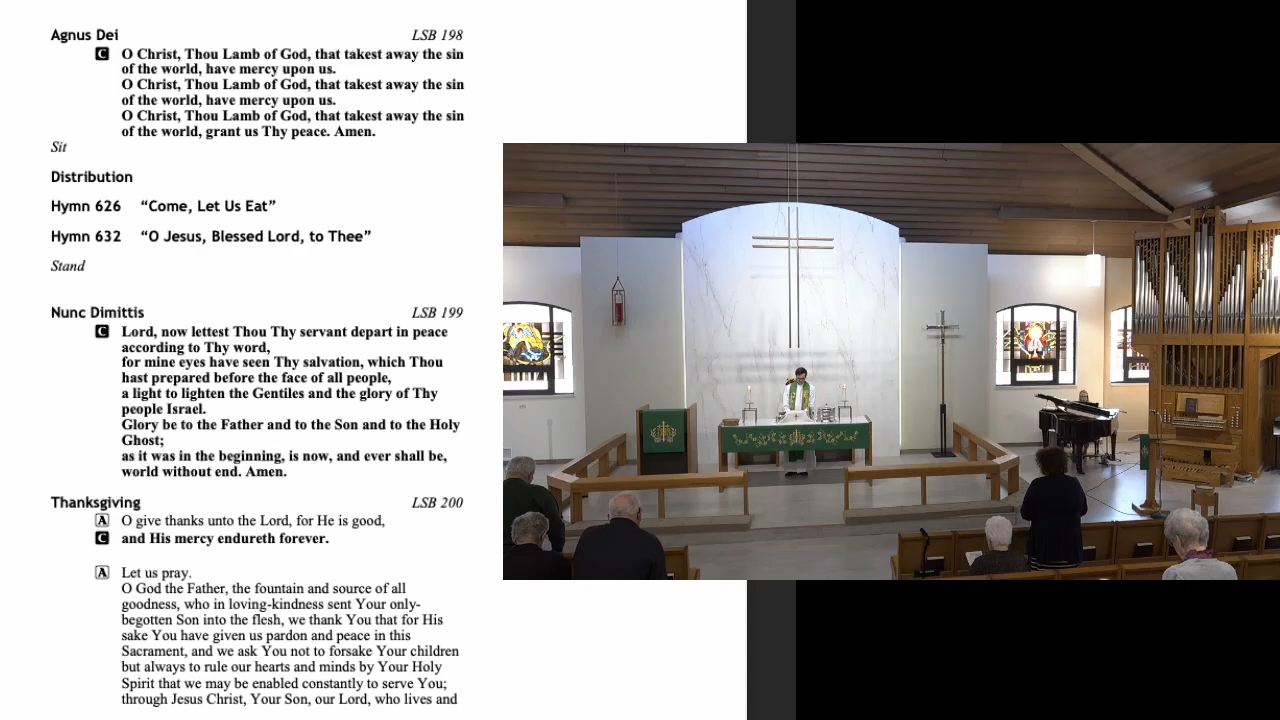 Agnus Dei LSB 198
C O Christ, Thou Lamb of God, that takest away the sin
of the world, have mercy upon us.
O Christ, Thou Lamb of God, that takest away the sin
of the world, have mercy upon us.
O Christ, Thou Lamb of God, that takest away the sin
of the world, grant us Thy peace. Amen.
Sit
Distribution
Hymn 626 “Come, Let Us Eat”
Hymn 632 “O Jesus, Blessed Lord, to Thee”
Stand
Nunc Dimittis LSB 199
C Lord, now lettest Thou Thy servant depart in peace
according to Thy word,
for mine eyes have seen Thy salvation, which Thou
hast prepared before the face of all people,
a light to lighten the Gentiles and the glory of Thy
people Israel.
Glory be to the Father and to the Son and to the Holy
Ghost;
as it was in the beginning, is now, and ever shall be,
world without end. Amen.
Thanksgiving LSB 200
A O give thanks unto the Lord, for He is good,
C and His mercy endureth forever.
A Let us pray.
O God the Father, the fountain and source of all
goodness, who in loving-kindness sent Your only-
begotten Son into the flesh, we thank You that for His
sake You have given us pardon and peace in this
Sacrament, and we ask You not to forsake Your children
but always to rule our hearts and minds by Your Holy
Spirit that we may be enabled constantly to serve You;
through Jesus Christ, Your Son, our Lord, who lives and